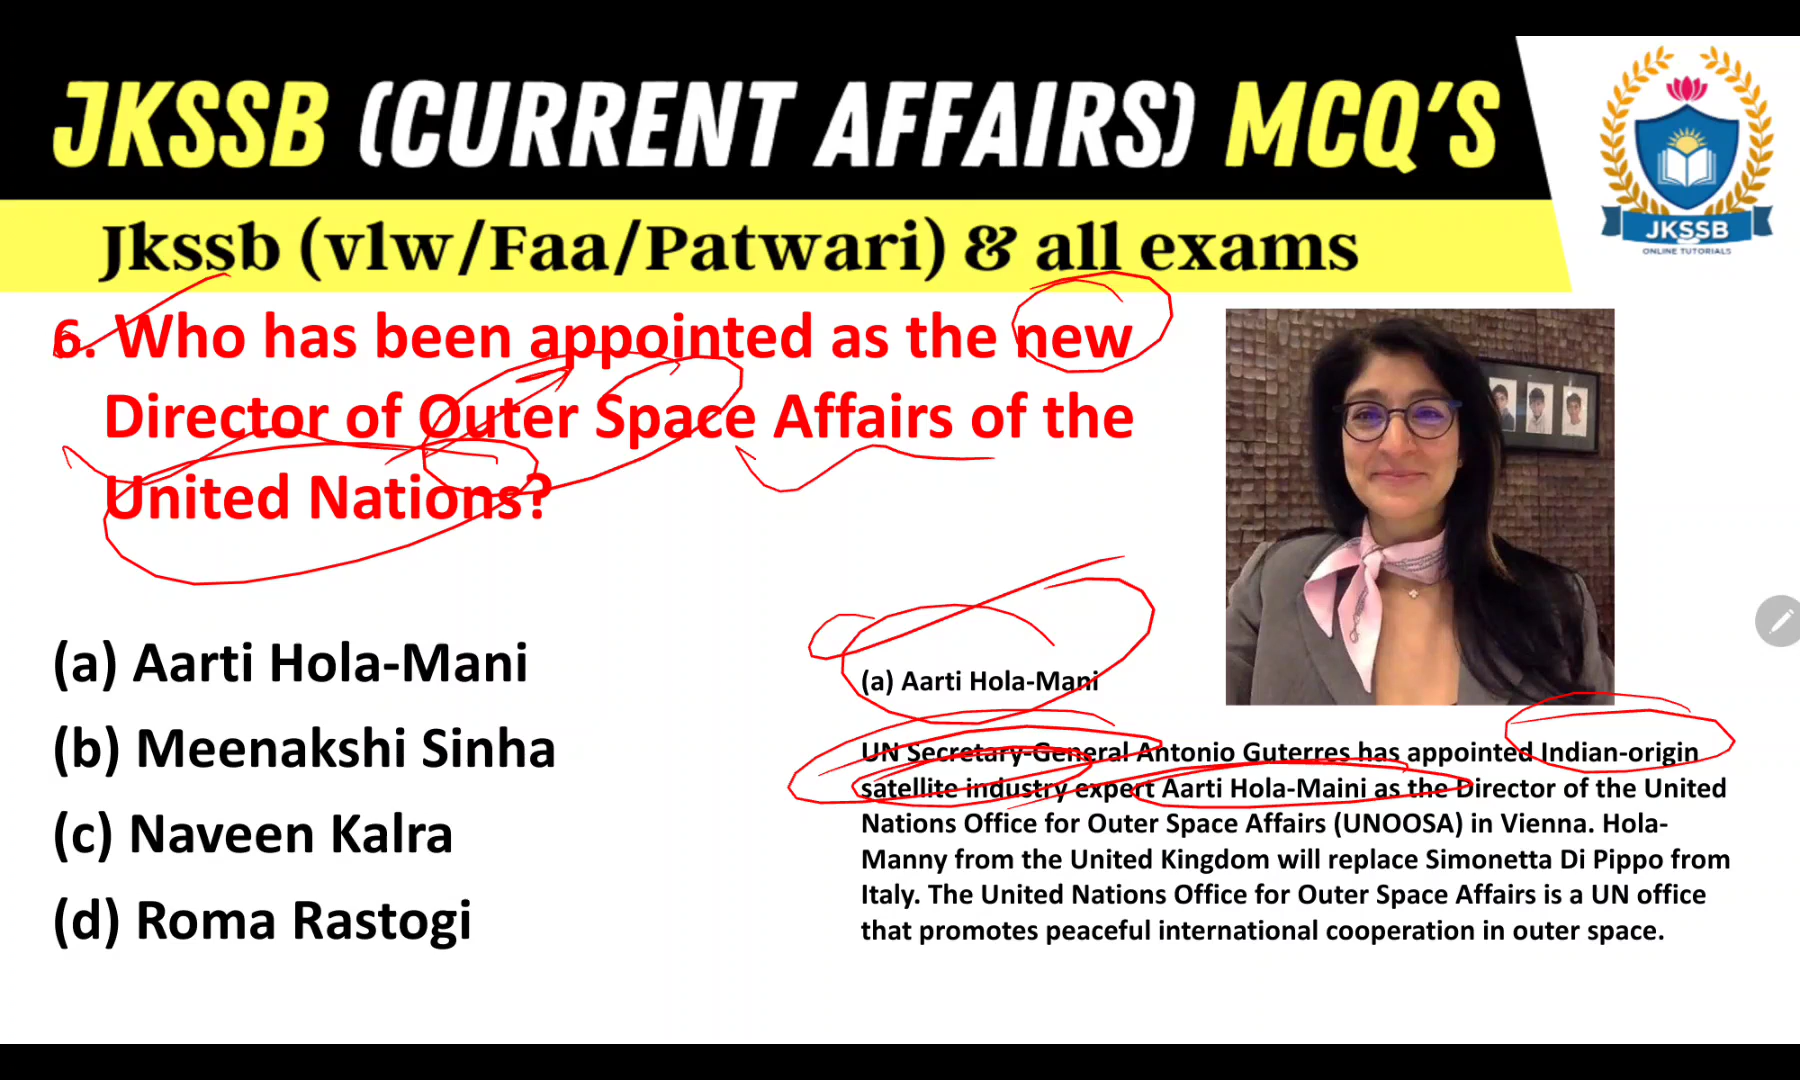 JKSSB (CURRENT AFFAIRS) MCQ'S
Jkssb (vlw/Faa/Patwari) & all exams
JKSSB
ONLINE TUTORIALS
6. Who has been appointed as the new
Director of Outer Space Affairs of the
United Nations?
(a) Aarti Hola-Mani
(b) Meenakshi Sinha
(c) Naveen Kalra
(d) Roma Rastogi
(a) Aarti Hola-Mani
UN Secretary-General Antonio Guterres has appointed Indian-origin
satellite industry expert Aarti Hola-Maini as the Director of the United
Nations Office for Outer Space Affairs (UNOOSA) in Vienna. Hola-
Manny from the United Kingdom will replace Simonetta Di Pippo from
Italy. The United Nations Office for Outer Space Affairs is a UN office
that promotes peaceful international cooperation in outer space.